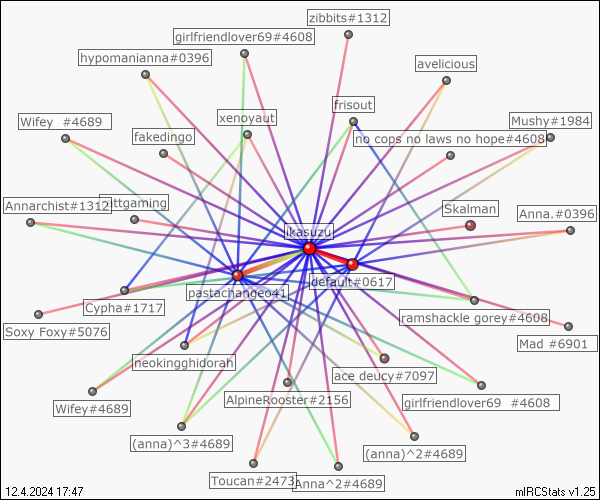 zibbits#1312
girlfriendlover69#4608
hypomanianna#0396
avelicious
frisout
xenoyaut
Mushy#1984
Wifey #4689
fakedingo
no cops no laws no hope#4608
Annarchist#1312
ttgaming
Skalman
Anna.#0396
likasuzu
default#0617
pastachange041
Cypha#1717
ramshackle gorey#4608
Soxy Foxy#5076
Mad #6901
neokingghidorah
ace deucy#7097
Wifey#4689
AlpineRooster#2156
girlfriendlover69 #4608
(anna)^3#4689
(anna)^2#4689
Toucan#2473
Anna^2#4689
12.4.2024 17:47
mIRCStats v1.25